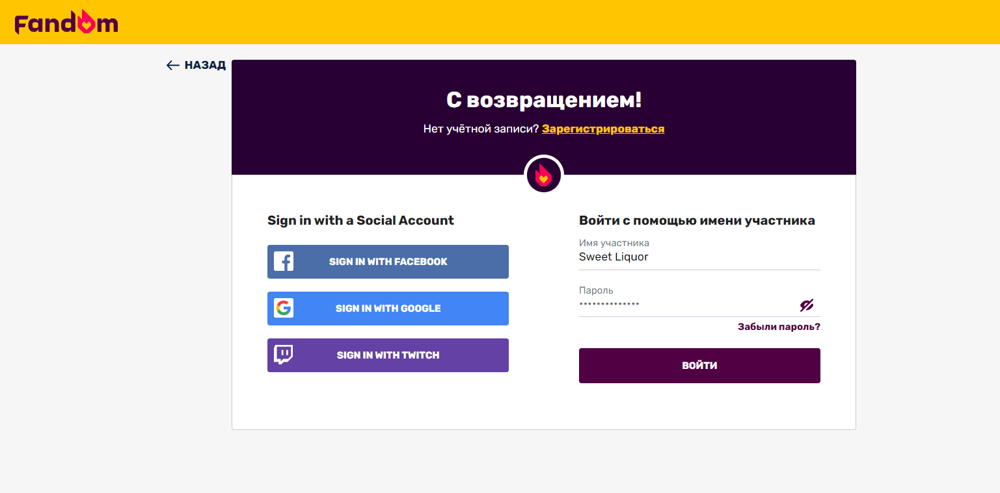 Fandom
НАЗАД
С возвращением!
Нет учётной записи? Зарегистрироваться
Sign in with a Social Account
SIGN IN WITH FACEBOOK
SIGN IN WITH GOOGLE
SIGN IN WITH TWITCH
Войти с помощью имени участника
Имя участника
Sweet Liquor
Пароль
••••••••••••••
Забыли пароль?
ВОЙТИ